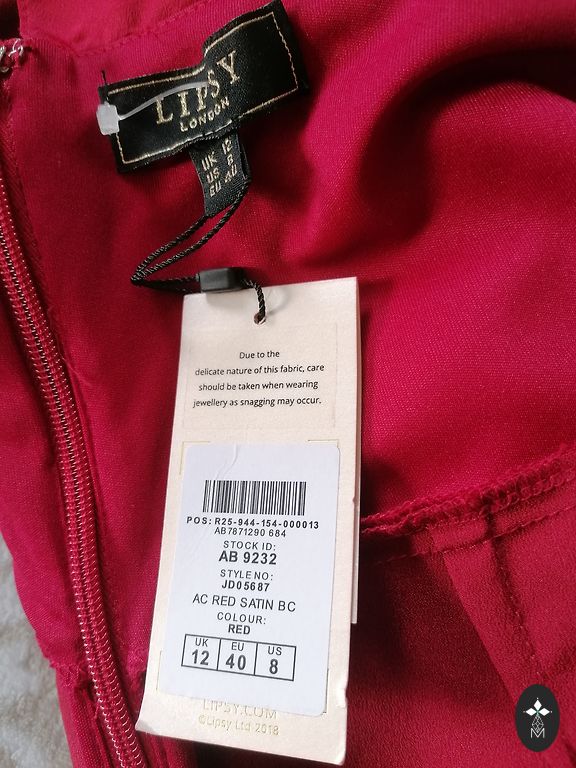 LIPSY
LONDON
UK 12
US 8
EU 40
Due to the
delicate nature of this fabric, care
should be taken when wearing
jewellery as snagging may occur.
POS: R25-944-154-000013
AB7871290 684
STOCK ID:
AB 9232
STYLE NO:
JD05687
AC RED SATIN BC
COLOUR:
RED
UK EU US
12 40 8
LIPSY.COM
©Lipsy Ltd 2018
M